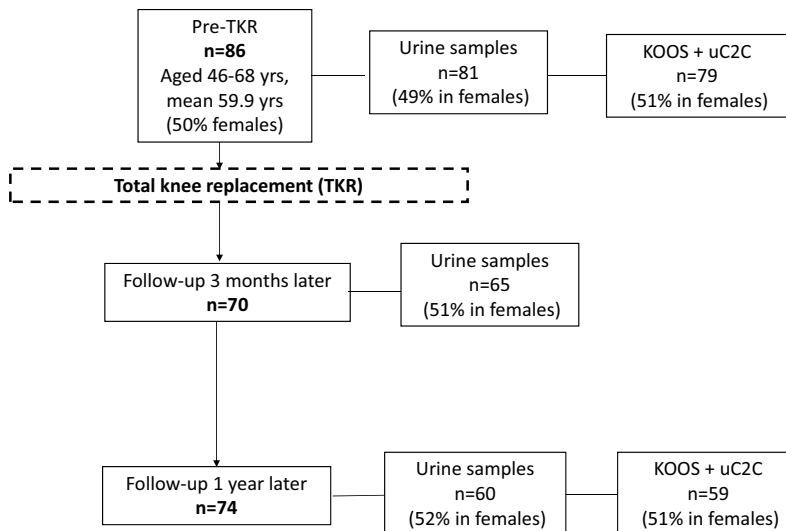 Pre-TKR
n=86
Aged 46-68 yrs,
mean 59.9 yrs
(50% females)
Urine samples
n=81
(49% in females)
KOOS + uC2C
n=79
(51% in females)
Total knee replacement (TKR)
Follow-up 3 months later
n=70
Urine samples
n=65
(51% in females)
Follow-up 1 year later
n=74
Urine samples
n=60
(52% in females)
KOOS + uC2C
n=59
(51% in females)